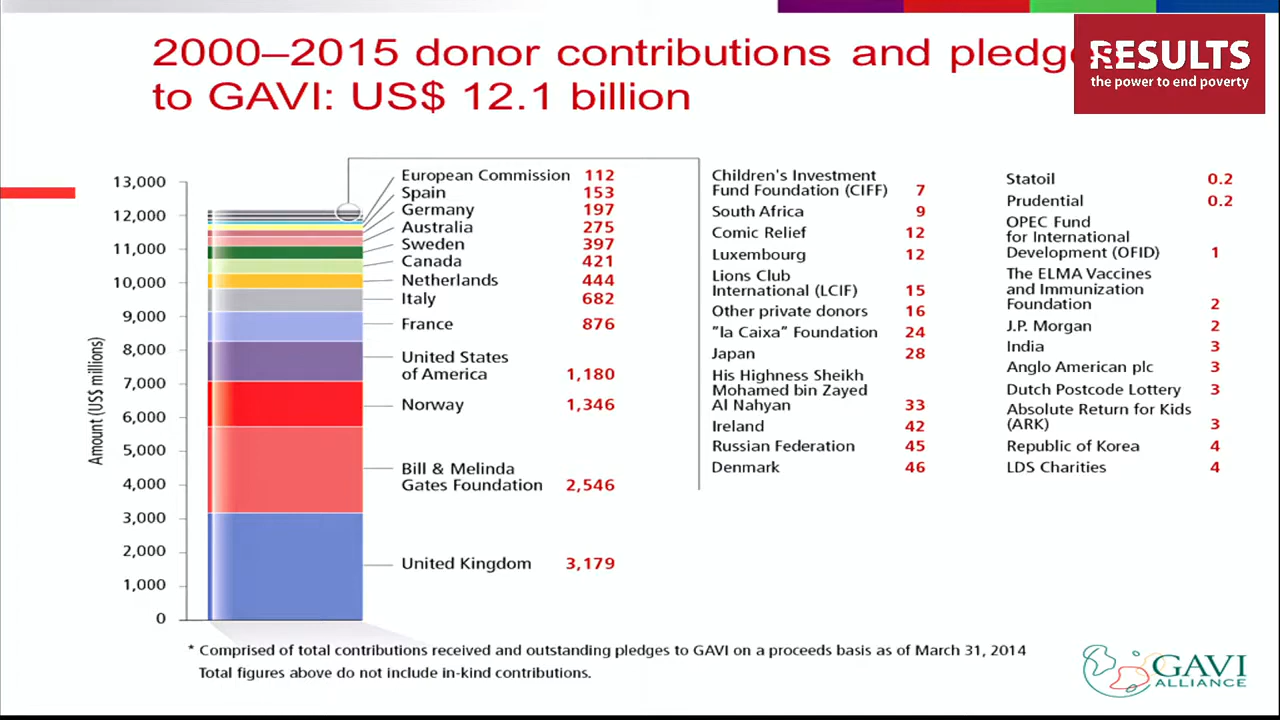 2000–2015 donor contributions and
to GAVI: US$ 12.1 billion
RESULTS
the power to end poverty
Amount (US$ millions)
13,000
12,000
11,000
10,000
9,000
8,000
7,000
6,000
5,000
4,000
3,000
2,000
1,000
0
European Commission 112
Spain 153
Germany 197
Australia 275
Sweden 397
Canada 421
Netherlands 444
Italy 682
France 876
United States
of America 1,180
Norway 1,346
Bill & Melinda
Gates Foundation 2,546
United Kingdom 3,179
Children's Investment
Fund Foundation (CIFF) 7
South Africa 9
Comic Relief 12
Luxembourg 12
Lions Club
International (LCIF) 15
Other private donors 16
"la Caixa" Foundation 24
Japan 28
His Highness Sheikh
Mohamed bin Zayed
Al Nahyan 33
Ireland 42
Russian Federation 45
Denmark 46
Statoil 0.2
Prudential 0.2
OPEC Fund
for International
Development (OFID) 1
The ELMA Vaccines
and Immunization
Foundation 2
J.P. Morgan 2
India 3
Anglo American plc 3
Dutch Postcode Lottery 3
Absolute Return for Kids
(ARK) 3
Republic of Korea 4
LDS Charities 4
* Comprised of total contributions received and outstanding pledges to GAVI on a proceeds basis as of March 31, 2014
Total figures above do not include in-kind contributions.
GAVI
ALLIANCE